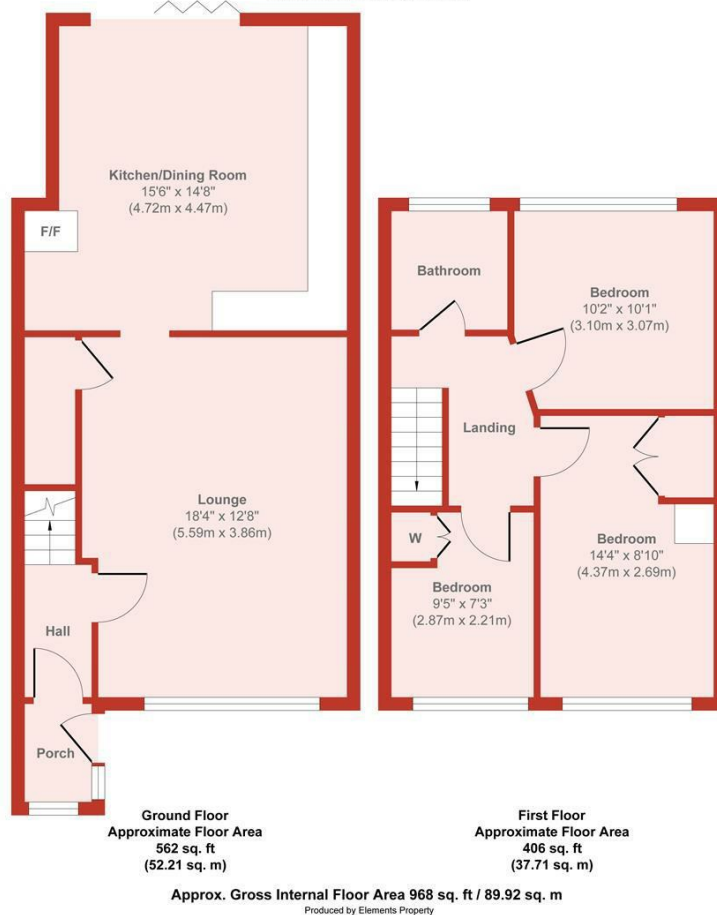 Kitchen/Dining Room
15'6" x 14'8"
(4.72m x 4.47m)
F/F
Lounge
18'4" x 12'8"
(5.59m x 3.86m)
Hall
Porch
Ground Floor
Approximate Floor Area
562 sq. ft
(52.21 sq. m)
Bathroom
Bedroom
10'2" x 10'1"
(3.10m x 3.07m)
Landing
W
Bedroom
9'5" x 7'3"
(2.87m x 2.21m)
Bedroom
14'4" x 8'10"
(4.37m x 2.69m)
First Floor
Approximate Floor Area
406 sq. ft
(37.71 sq. m)
Approx. Gross Internal Floor Area 968 sq. ft / 89.92 sq. m
Produced by Elements Property